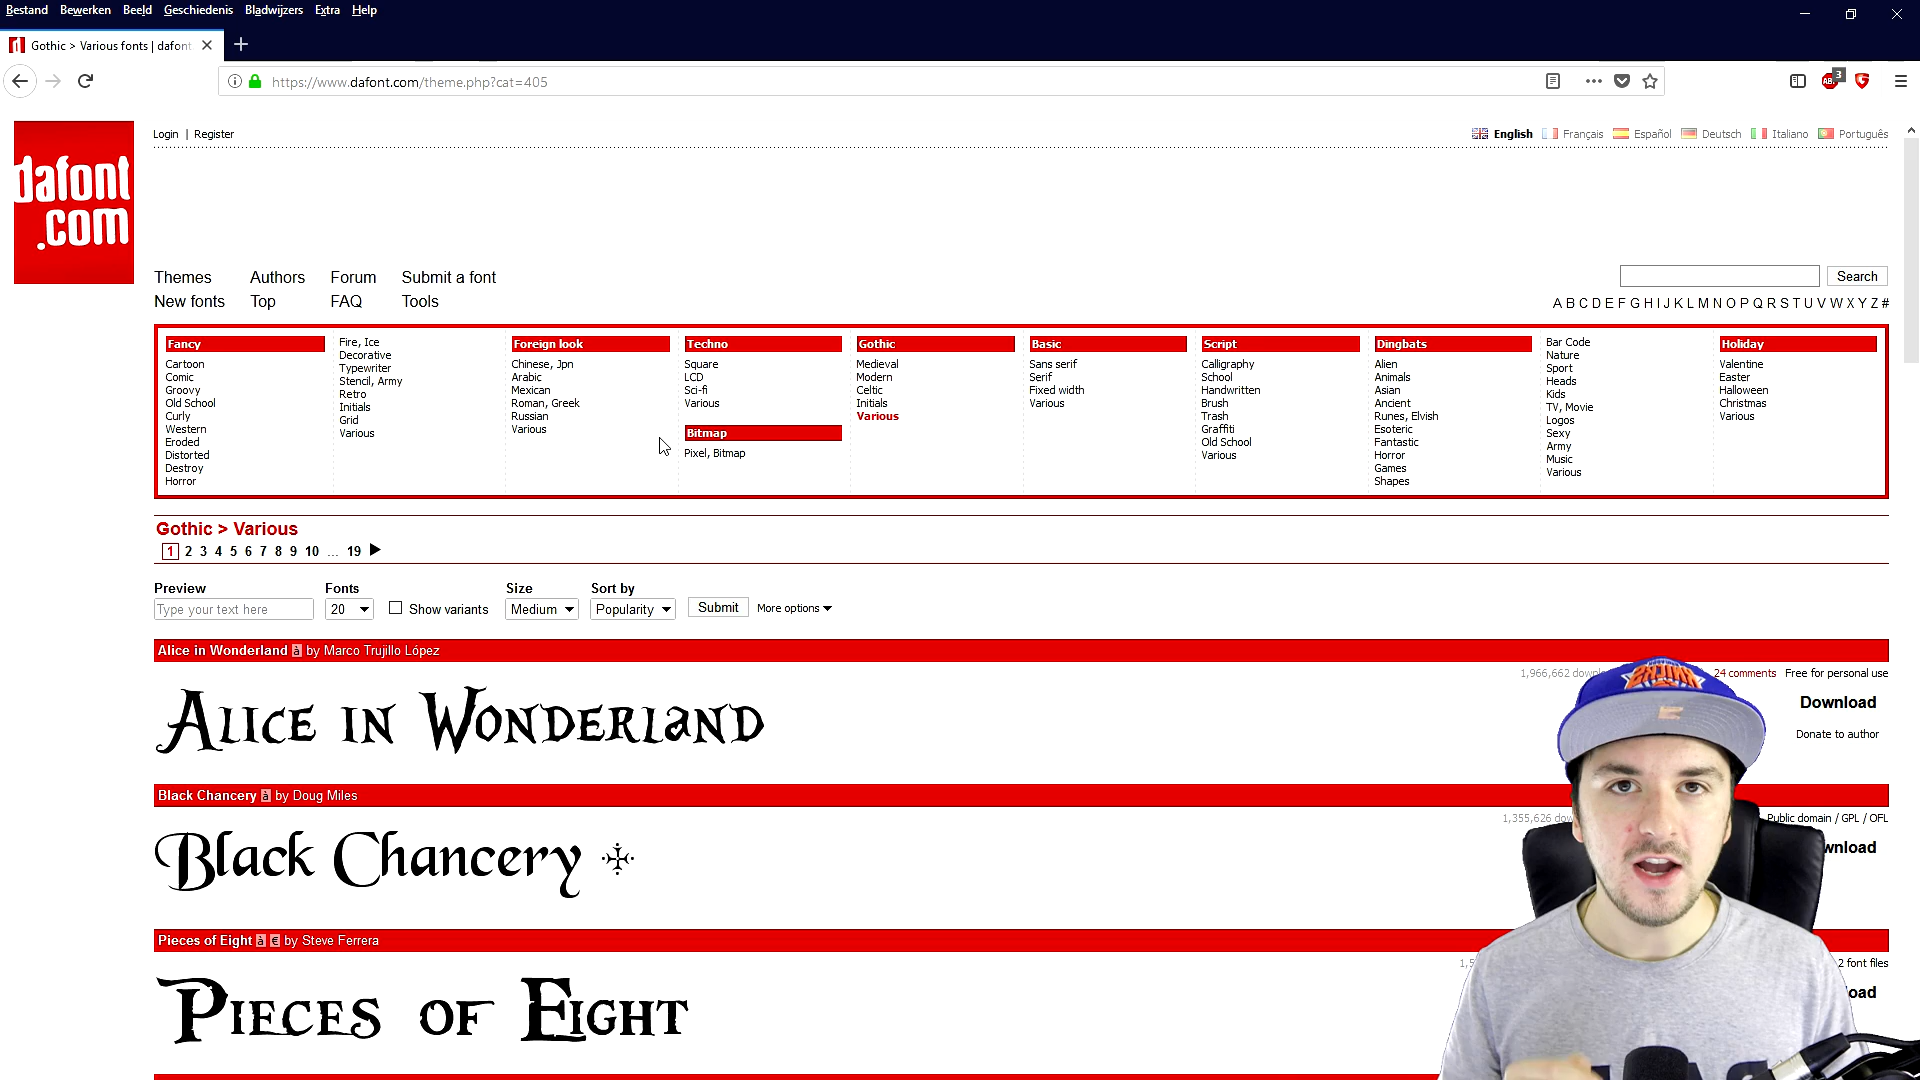 Bestand Bewerken Beeld Geschiedenis Bladwijzers Extra Help
Gothic > Various fonts | dafont
https://www.dafont.com/theme.php?cat=405
3
dafont
.com
Login | Register
English Français Español Deutsch Italiano Português
Themes Authors Forum Submit a font
New fonts Top FAQ Tools
Search
A B C D E F G H I J K L M N O P Q R S T U V W X Y Z #
Fancy
Cartoon
Comic
Groovy
Old School
Curly
Western
Eroded
Distorted
Destroy
Horror
Fire, Ice
Decorative
Typewriter
Stencil, Army
Retro
Initials
Grid
Various
Foreign look
Chinese, Jpn
Arabic
Mexican
Roman, Greek
Russian
Various
Techno
Square
LCD
Sci-fi
Various
Bitmap
Pixel, Bitmap
Gothic
Medieval
Modern
Celtic
Initials
Various
Basic
Sans serif
Serif
Fixed width
Various
Script
Calligraphy
School
Handwritten
Brush
Trash
Graffiti
Old School
Various
Dingbats
Alien
Animals
Asian
Ancient
Runes, Elvish
Esoteric
Fantastic
Horror
Games
Shapes
Bar Code
Nature
Sport
Heads
Kids
TV, Movie
Logos
Sexy
Army
Music
Various
Holiday
Valentine
Easter
Halloween
Christmas
Various
Gothic > Various
1 2 3 4 5 6 7 8 9 10 ... 19
Preview Fonts Size Sort by
Type your text here 20 Show variants Medium Popularity Submit More options
Alice in Wonderland à by Marco Trujillo López
1,966,662 24 comments Free for personal use
Alice in Wonderland
Download
Donate to author
Black Chancery à by Doug Miles
1,355,626 Public domain / GPL / OFL
Black Chancery
wnload
Pieces of Eight à € by Steve Ferrera
2 font files
Pieces of Eight
oad